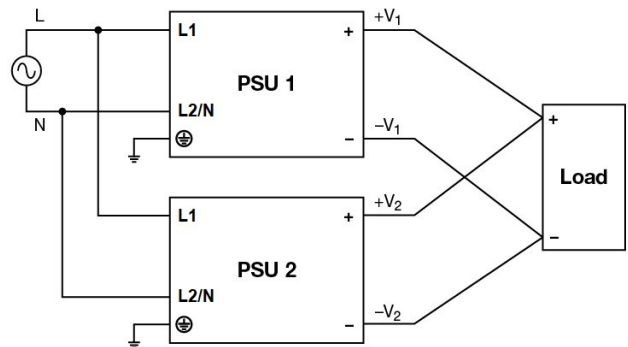 L
N
L1
PSU 1
L2/N
+
−
+V1
−V1
L1
PSU 2
L2/N
+
−
+V2
−V2
+
Load
−